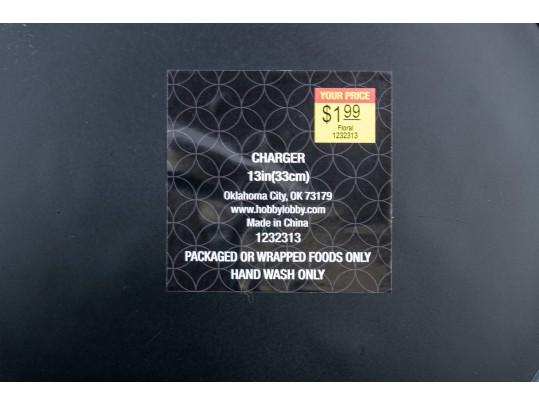 YOUR PRICE
$1.99
Floral
1232313
CHARGER
13in(33cm)
Oklahoma City, OK 73179
www.hobbylobby.com
Made in China
1232313
PACKAGED OR WRAPPED FOODS ONLY
HAND WASH ONLY